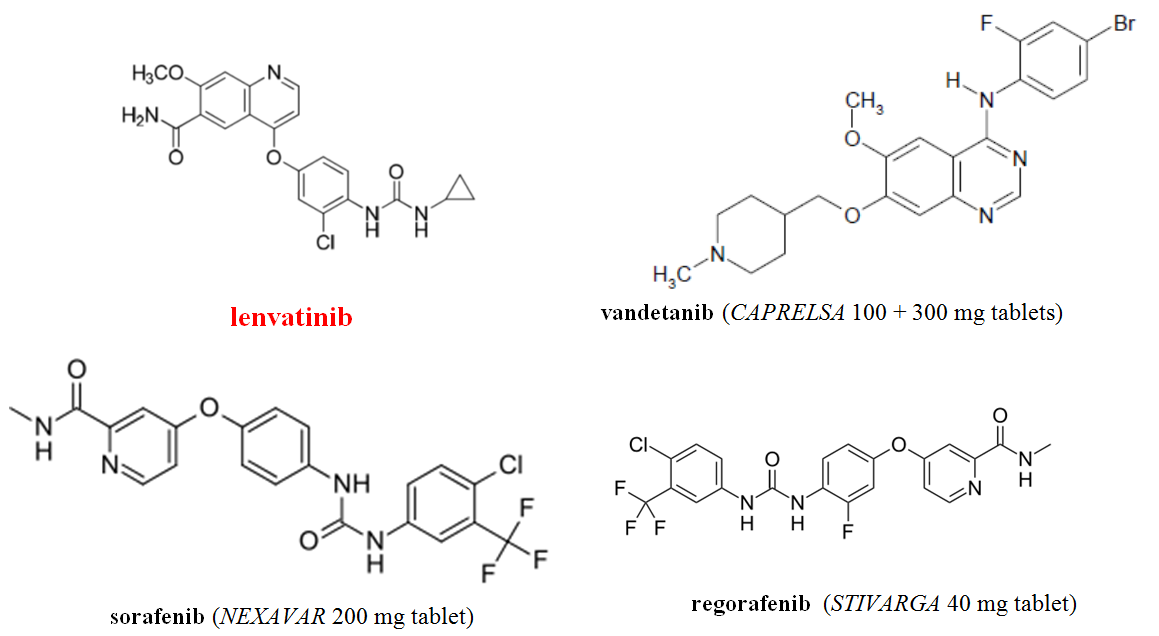 H₃CO
N
H₂N
O
O
O
N
H
N
H
Cl
lenvatinib
F
Br
H
N
CH₃
O
N
N
O
N
H₃C
vandetanib (CAPRELSA 100 + 300 mg tablets)
O
N
H
N
O
NH
O
N
H
Cl
F
F
F
sorafenib (NEXAVAR 200 mg tablet)
Cl
F
F
F
O
N
H
N
H
F
O
O
N
H
N
regorafenib (STIVARGA 40 mg tablet)